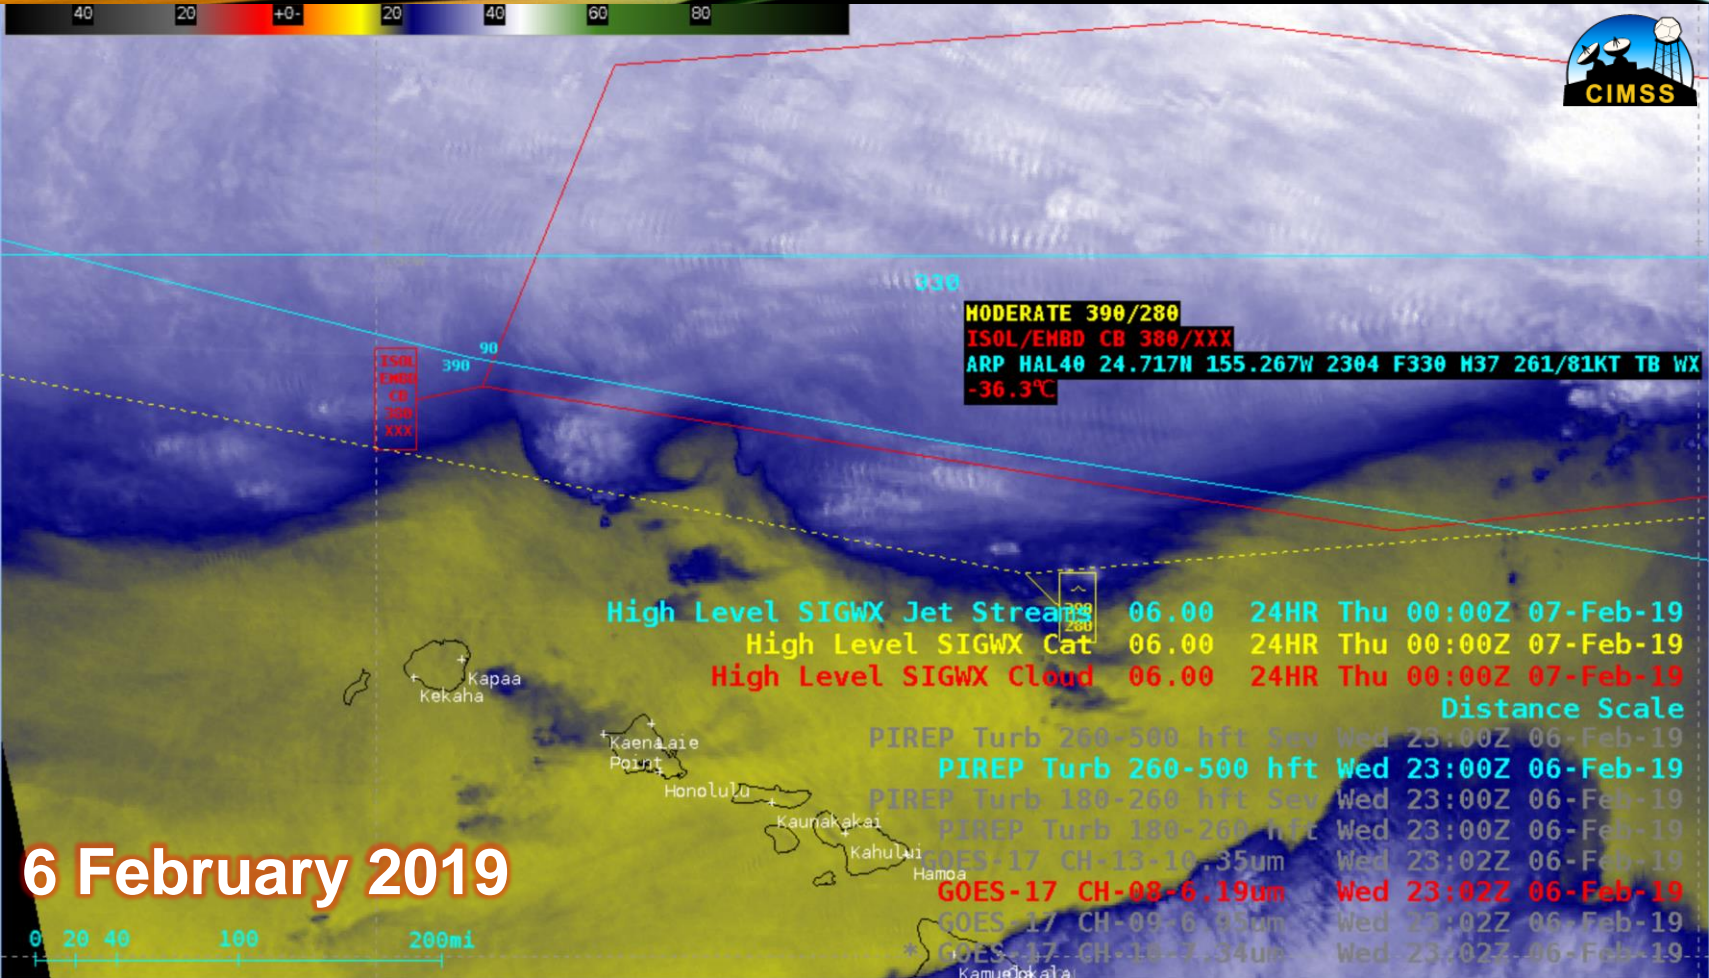 40 20 +0- 20 40 60 80
CIMSS
330
MODERATE 390/280
ISOL/EMBD CB 380/XXX
ARP HAL40 24.717N 155.267W 2304 F330 M37 261/81KT TB WX
-36.3℃
90
390
ISOL
EMBD
CB
380
XXX
390
280
High Level SIGWX Jet Streams 06.00 24HR Thu 00:00Z 07-Feb-19
High Level SIGWX Cat 06.00 24HR Thu 00:00Z 07-Feb-19
High Level SIGWX Cloud 06.00 24HR Thu 00:00Z 07-Feb-19
Distance Scale
PIREP Turb 260-500 hft Sev Wed 23:00Z 06-Feb-19
PIREP Turb 260-500 hft Wed 23:00Z 06-Feb-19
PIREP Turb 180-260 hft Sev Wed 23:00Z 06-Feb-19
PIREP Turb 180-260 hft Wed 23:00Z 06-Feb-19
GOES-17 CH-13-10.35um Wed 23:02Z 06-Feb-19
GOES-17 CH-08-6.19um Wed 23:02Z 06-Feb-19
GOES-17 CH-09-6.95um Wed 23:02Z 06-Feb-19
* GOES-17 CH-10-7.34um Wed 23:02Z 06-Feb-19
Kapaa
Kekaha
Kaena Laie
Point
Honolulu
Kaunakakai
Kahului
Hamoa
6 February 2019
0 20 40 100 200mi